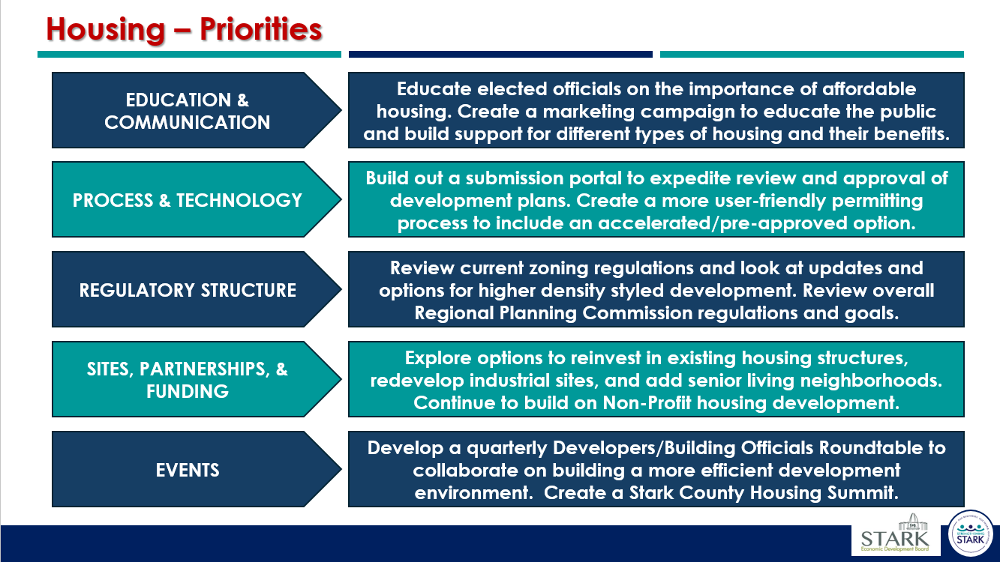 Housing – Priorities
EDUCATION &
COMMUNICATION
Educate elected officials on the importance of affordable
housing. Create a marketing campaign to educate the public
and build support for different types of housing and their benefits.
PROCESS & TECHNOLOGY
Build out a submission portal to expedite review and approval of
development plans. Create a more user-friendly permitting
process to include an accelerated/pre-approved option.
REGULATORY STRUCTURE
Review current zoning regulations and look at updates and
options for higher density styled development. Review overall
Regional Planning Commission regulations and goals.
SITES, PARTNERSHIPS, &
FUNDING
Explore options to reinvest in existing housing structures,
redevelop industrial sites, and add senior living neighborhoods.
Continue to build on Non-Profit housing development.
EVENTS
Develop a quarterly Developers/Building Officials Roundtable to
collaborate on building a more efficient development
environment.  Create a Stark County Housing Summit.
STARK
Economic Development Board
STRENGTHENING
STARK